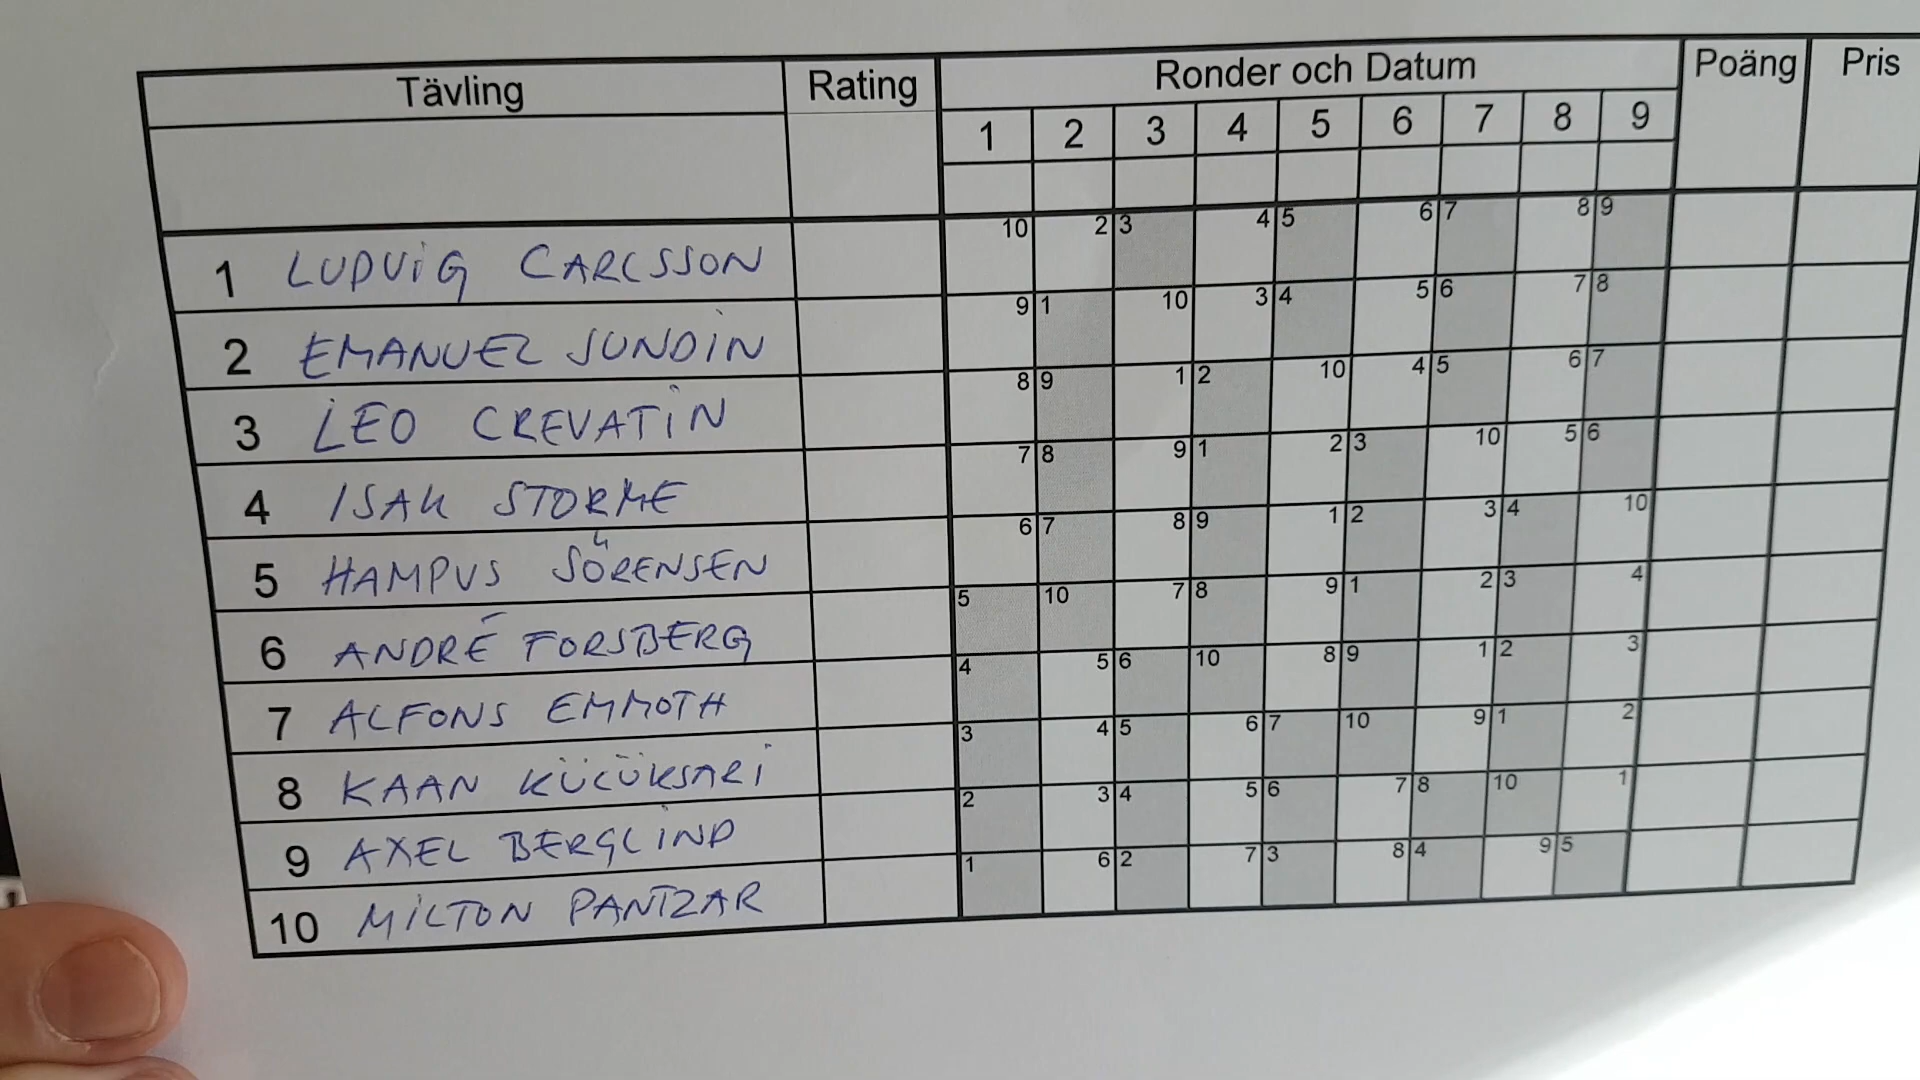 Tävling Rating Ronder och Datum Poäng Pris
1 2 3 4 5 6 7 8 9
1 LUDViG CARLSSON 10 2 3 4 5 6 7 8 9
2 EMANUEL SUNDiN 9 1 10 3 4 5 6 7 8
3 LEO CREVATiN 8 9 1 2 10 4 5 6 7
4 ISAK STORME 7 8 9 1 2 3 10 5 6
5 HAMPUS SÖRENSEN 6 7 8 9 1 2 3 4 10
6 ANDRÉ FORSBERG 5 10 7 8 9 1 2 3 4
7 ALFONS EMMOTH 4 5 6 10 8 9 1 2 3
8 KAAN KÜCÜKSARi 3 4 5 6 7 10 9 1 2
9 AXEL BERGLiND 2 3 4 5 6 7 8 10 1
10 MiLTON PANTZAR 1 6 2 7 3 8 4 9 5